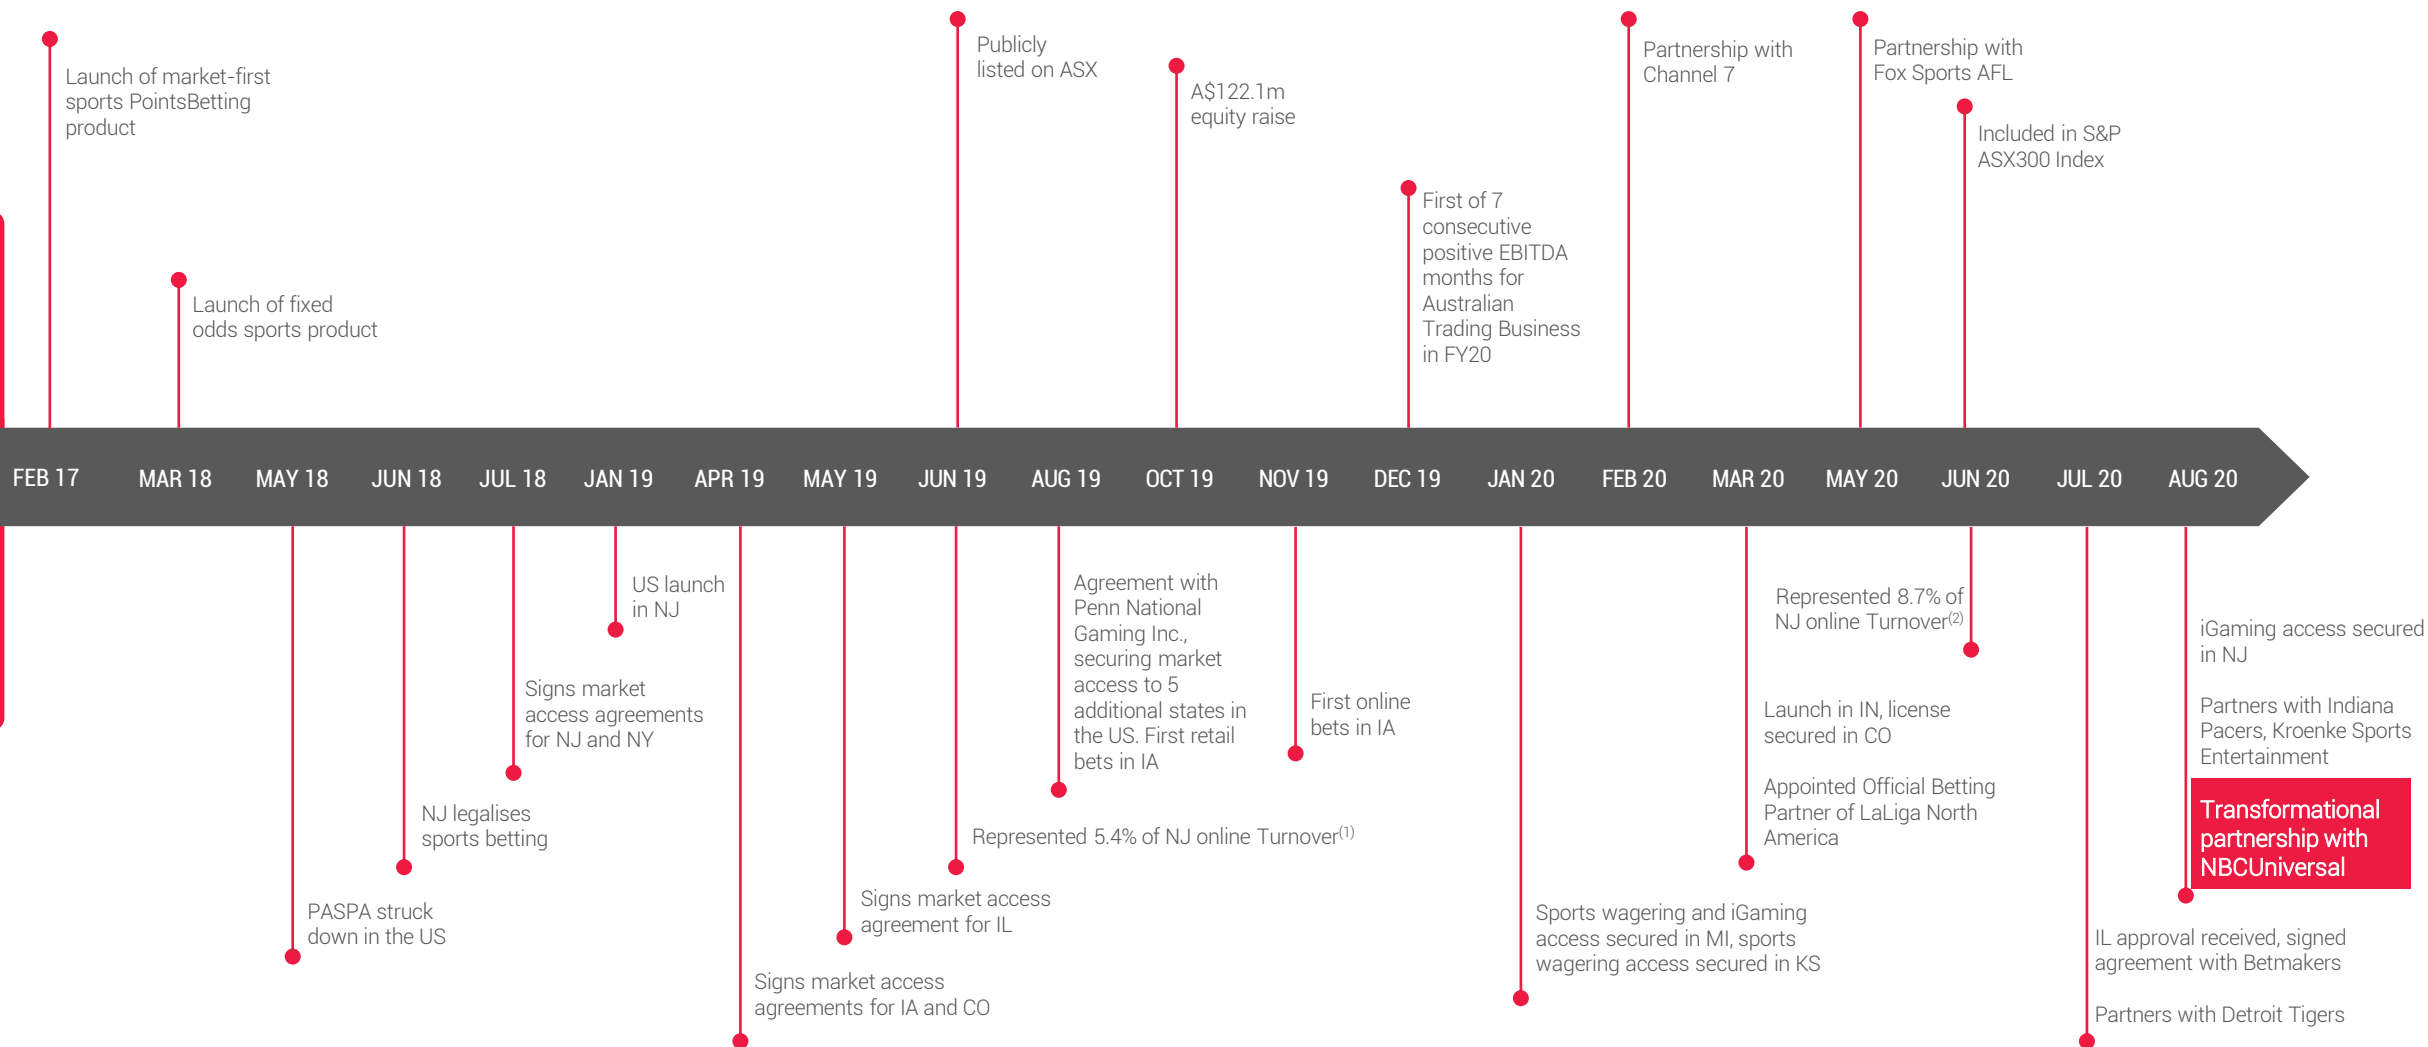 Launch of market-first
sports PointsBetting
product
Launch of fixed
odds sports product
Publicly
listed on ASX
A$122.1m
equity raise
First of 7
consecutive
positive EBITDA
months for
Australian
Trading Business
in FY20
Partnership with
Channel 7
Partnership with
Fox Sports AFL
Included in S&P
ASX300 Index
FEB 17 MAR 18 MAY 18 JUN 18 JUL 18 JAN 19 APR 19 MAY 19 JUN 19 AUG 19 OCT 19 NOV 19 DEC 19 JAN 20 FEB 20 MAR 20 MAY 20 JUN 20 JUL 20 AUG 20
PASPA struck
down in the US
NJ legalises
sports betting
Signs market
access agreements
for NJ and NY
US launch
in NJ
Signs market access
agreements for IA and CO
Signs market access
agreement for IL
Represented 5.4% of NJ online Turnover(1)
Agreement with
Penn National
Gaming Inc.,
securing market
access to 5
additional states in
the US. First retail
bets in IA
First online
bets in IA
Sports wagering and iGaming
access secured in MI, sports
wagering access secured in KS
Launch in IN, license
secured in CO
Appointed Official Betting
Partner of LaLiga North
America
Represented 8.7% of
NJ online Turnover(2)
IL approval received, signed
agreement with Betmakers
Partners with Detroit Tigers
iGaming access secured
in NJ
Partners with Indiana
Pacers, Kroenke Sports
Entertainment
Transformational
partnership with
NBCUniversal